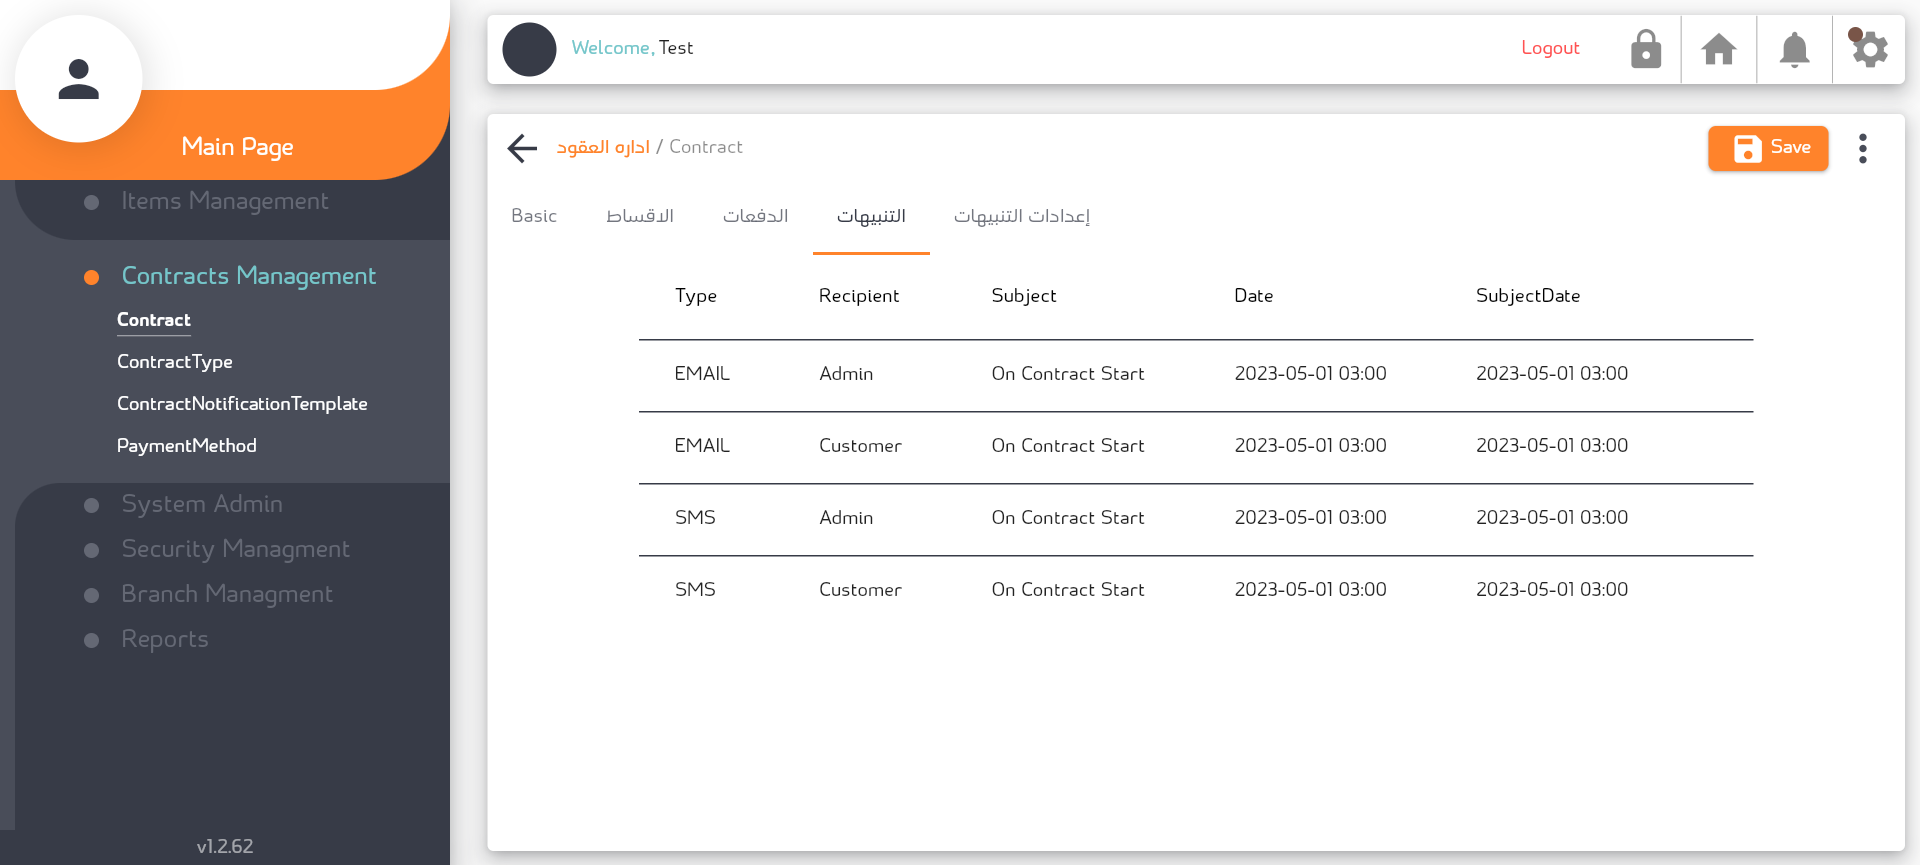 Main Page
Items Management
Contracts Management
Contract
ContractType
ContractNotificationTemplate
PaymentMethod
System Admin
Security Managment
Branch Managment
Reports
v1.2.62
Welcome, Test
Logout
اداره العقود / Contract
Save
Basic الاقساط الدفعات التنبيهات إعدادات التنبيهات
Type Recipient Subject Date SubjectDate
EMAIL Admin On Contract Start 2023-05-01 03:00 2023-05-01 03:00
EMAIL Customer On Contract Start 2023-05-01 03:00 2023-05-01 03:00
SMS Admin On Contract Start 2023-05-01 03:00 2023-05-01 03:00
SMS Customer On Contract Start 2023-05-01 03:00 2023-05-01 03:00